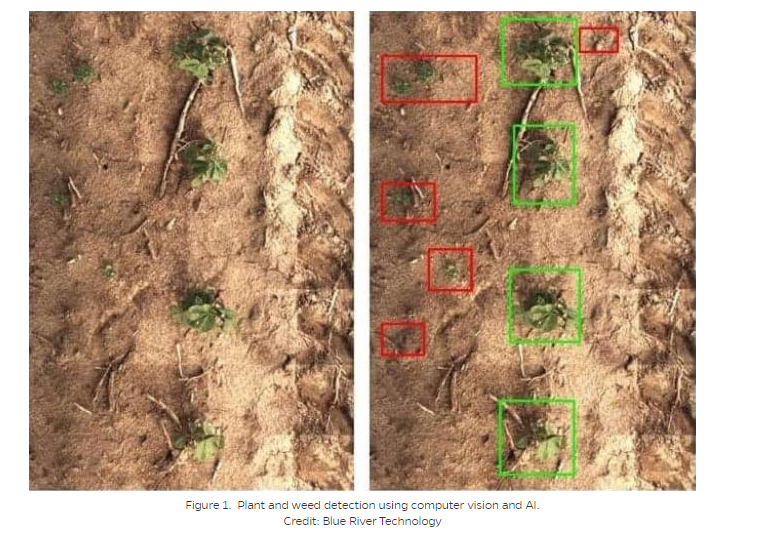 Figure 1. Plant and weed detection using computer vision and AI.
Credit: Blue River Technology